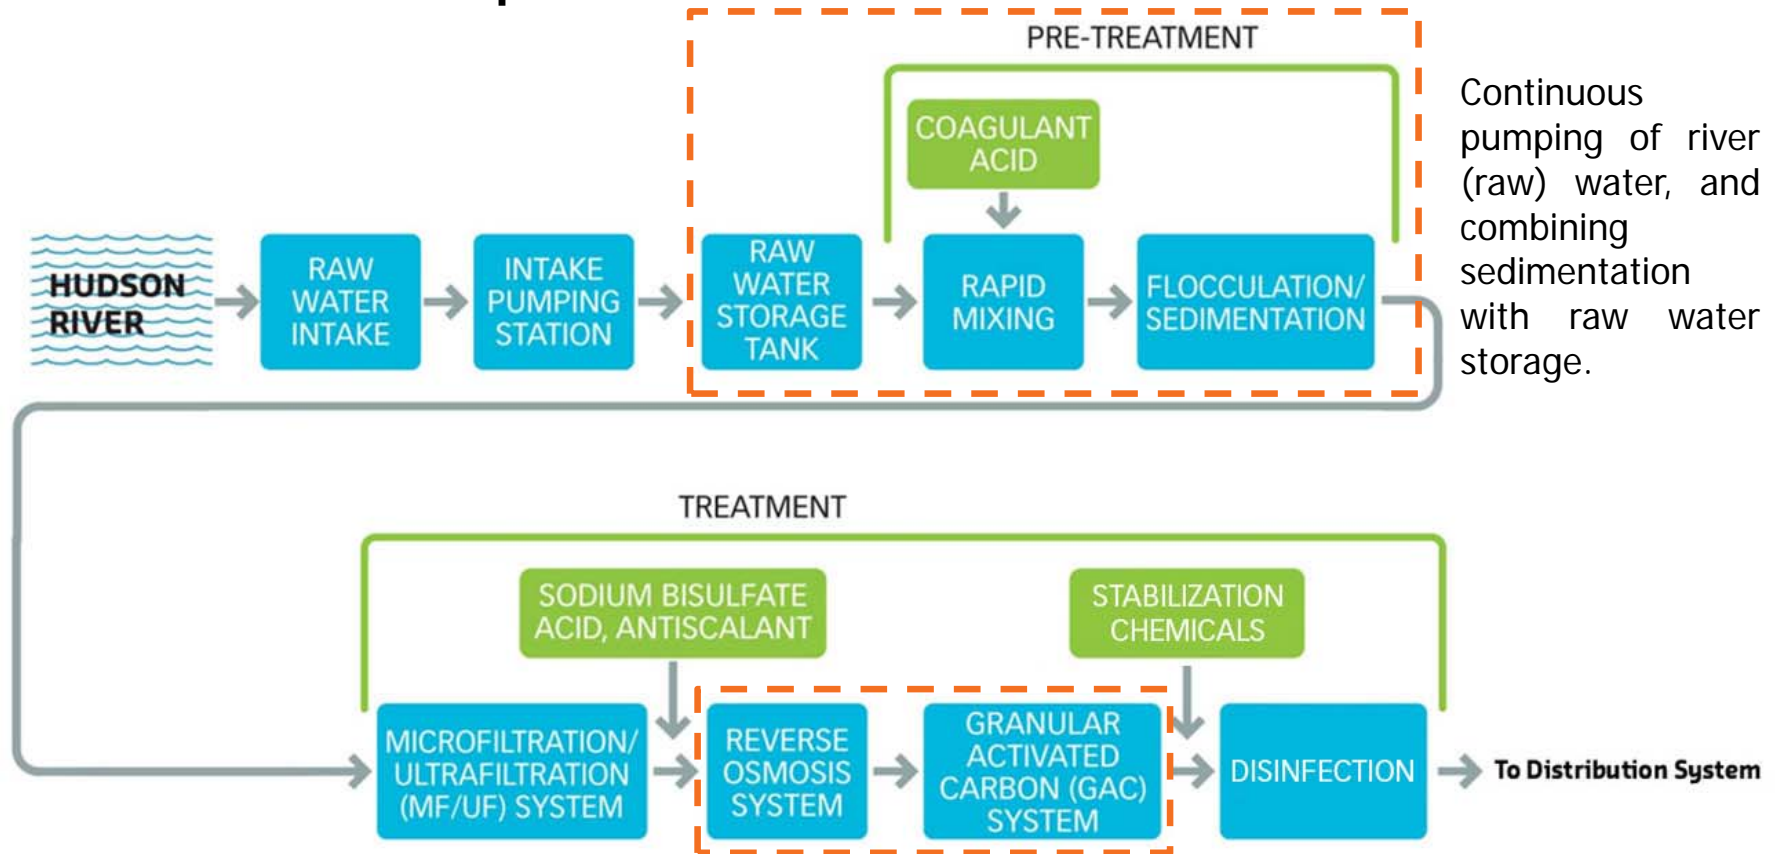 PRE-TREATMENT
COAGULANT
ACID
Continuous
pumping of river
(raw) water, and
combining
sedimentation
with raw water
storage.
HUDSON
RIVER
RAW
WATER
INTAKE
INTAKE
PUMPING
STATION
RAW
WATER
STORAGE
TANK
RAPID
MIXING
FLOCCULATION/
SEDIMENTATION
TREATMENT
SODIUM BISULFATE
ACID, ANTISCALANT
STABILIZATION
CHEMICALS
MICROFILTRATION/
ULTRAFILTRATION
(MF/UF) SYSTEM
REVERSE
OSMOSIS
SYSTEM
GRANULAR
ACTIVATED
CARBON (GAC)
SYSTEM
DISINFECTION
To Distribution System